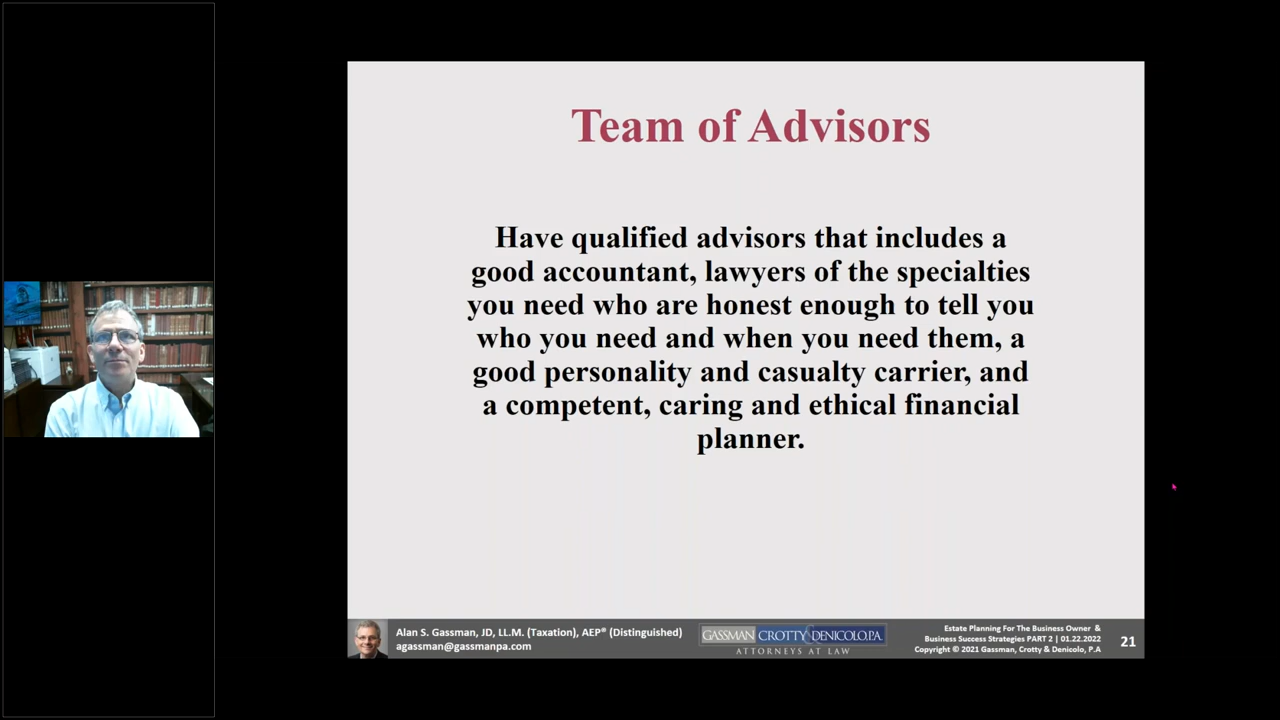 Team of Advisors
Have qualified advisors that includes a
good accountant, lawyers of the specialties
you need who are honest enough to tell you
who you need and when you need them, a
good personality and casualty carrier, and
a competent, caring and ethical financial
planner.
Alan S. Gassman, JD, LL.M. (Taxation), AEP® (Distinguished)
agassman@gassmanpa.com
GASSMAN CROTTY DENICOLO, P.A.
ATTORNEYS AT LAW
Estate Planning For The Business Owner &
Business Success Strategies PART 2 | 01.22.2022
Copyright © 2021 Gassman, Crotty & Denicolo, P.A
21